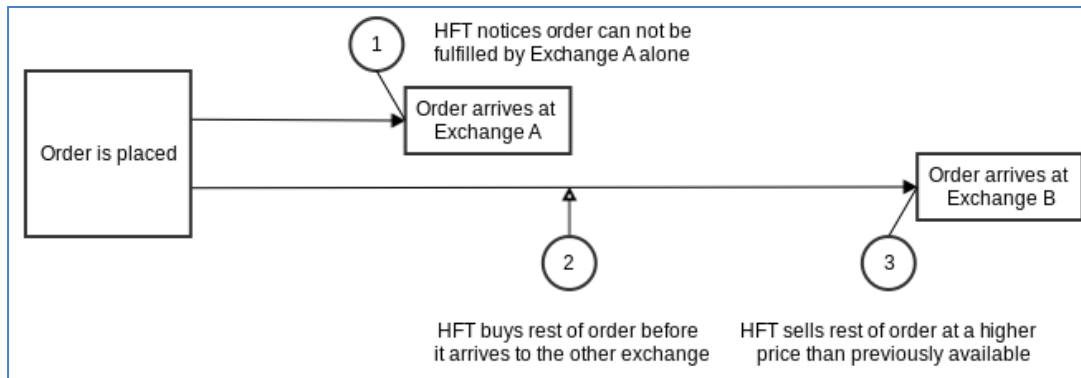 1
HFT notices order can not be
fulfilled by Exchange A alone
Order is placed
Order arrives at
Exchange A
Order arrives at
Exchange B
2
3
HFT buys rest of order before
it arrives to the other exchange
HFT sells rest of order at a higher
price than previously available